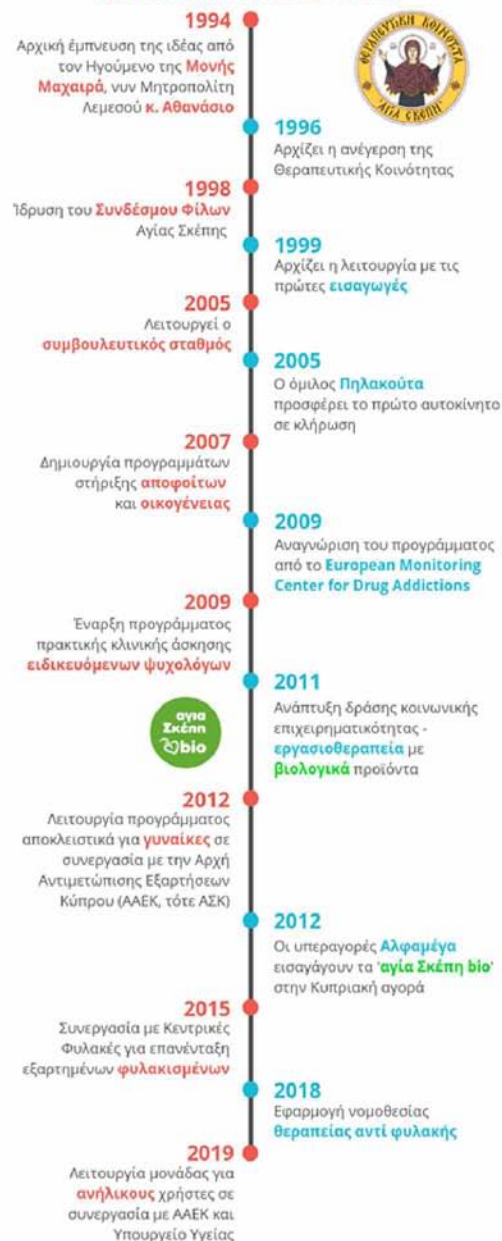 1994
Αρχική έμπνευση της ιδέας από
τον Ηγούμενο της Μονής
Μαχαιρά, νυν Μητροπολίτη
Λεμεσού κ. Αθανάσιο
ΘΕΡΑΠΕΥΤΙΚΗ ΚΟΙΝΟΤΗΤΑ
"ΑΓΙΑ ΣΚΕΠΗ"
1996
Αρχίζει η ανέγερση της
Θεραπευτικής Κοινότητας
1998
Ίδρυση του Συνδέσμου Φίλων
Αγίας Σκέπης
1999
Αρχίζει η λειτουργία με τις
πρώτες εισαγωγές
2005
Λειτουργεί ο
συμβουλευτικός σταθμός
2005
Ο όμιλος Πηλακούτα
προσφέρει το πρώτο αυτοκίνητο
σε κλήρωση
2007
Δημιουργία προγραμμάτων
στήριξης αποφοίτων
και οικογένειας
2009
Αναγνώριση του προγράμματος
από το European Monitoring
Center for Drug Addictions
2009
Έναρξη προγράμματος
πρακτικής κλινικής άσκησης
ειδικευόμενων ψυχολόγων
2011
Ανάπτυξη δράσης κοινωνικής
επιχειρηματικότητας -
εργασιοθεραπεία με
βιολογικά προϊόντα
αγια
Σκέπη
bio
2012
Λειτουργία προγράμματος
αποκλειστικά για γυναίκες σε
συνεργασία με την Αρχή
Αντιμετώπισης Εξαρτήσεων
Κύπρου (ΑΑΕΚ, τότε ΑΣΚ)
2012
Οι υπεραγορές Αλφαμέγα
εισαγάγουν τα 'αγία Σκέπη bio'
στην Κυπριακή αγορά
2015
Συνεργασία με Κεντρικές
Φυλακές για επανένταξη
εξαρτημένων φυλακισμένων
2018
Εφαρμογή νομοθεσίας
θεραπείας αντί φυλακής
2019
Λειτουργία μονάδας για
ανήλικους χρήστες σε
συνεργασία με ΑΑΕΚ και
Υπουργείο Υγείας